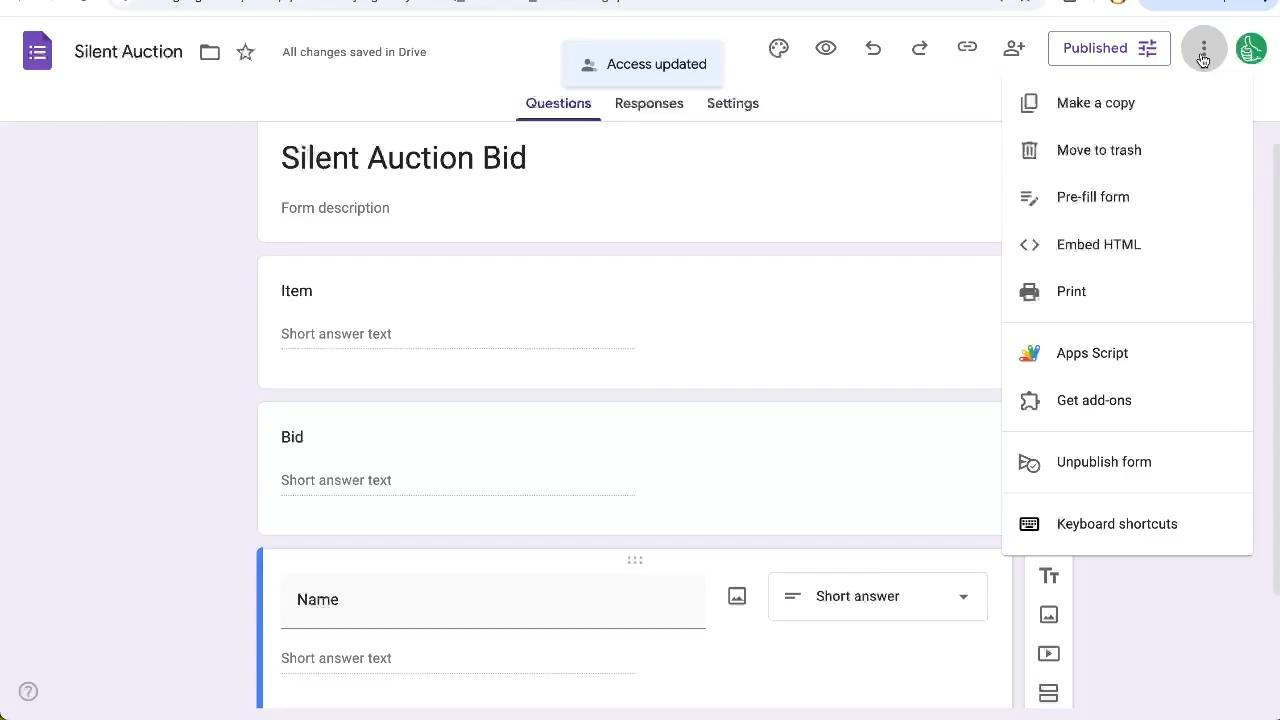 Silent Auction
All changes saved in Drive
Access updated
Published
Questions Responses Settings
Silent Auction Bid
Form description
Item
Short answer text
Bid
Short answer text
Name
Short answer
Short answer text
Make a copy
Move to trash
Pre-fill form
Embed HTML
Print
Apps Script
Get add-ons
Unpublish form
Keyboard shortcuts
Tт
?